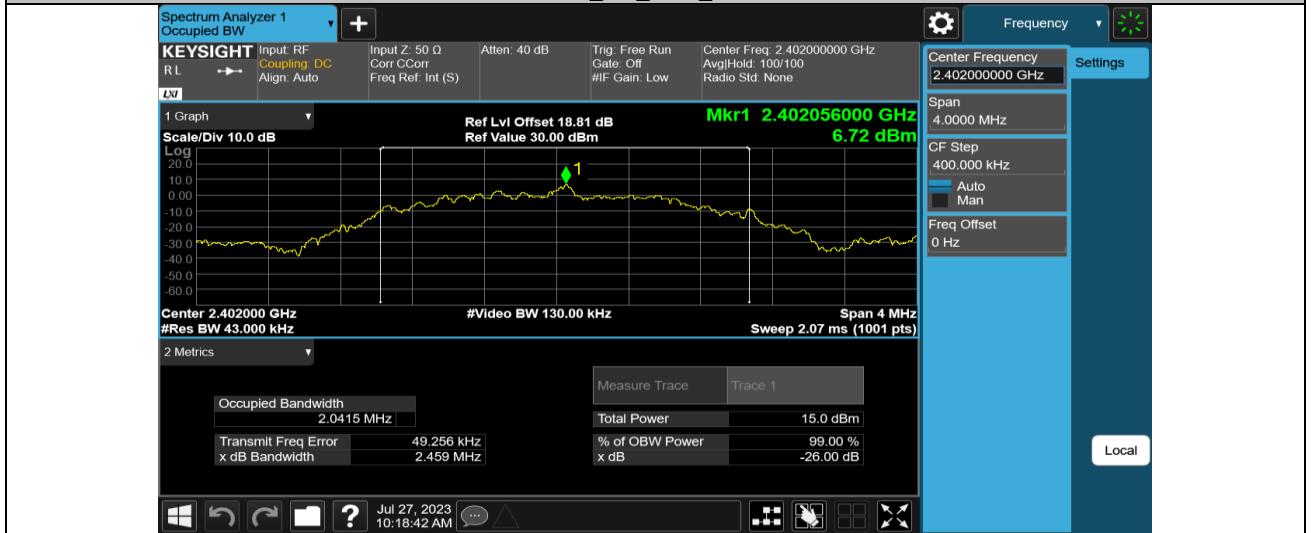 Spectrum Analyzer 1
Occupied BW
Frequency
KEYSIGHT
R L
LXI
Input: RF
Coupling: DC
Align: Auto
Input Z: 50 Ω
Corr CCorr
Freq Ref: Int (S)
Atten: 40 dB
Trig: Free Run
Gate: Off
#IF Gain: Low
Center Freq: 2.402000000 GHz
Avg|Hold: 100/100
Radio Std: None
Center Frequency
2.402000000 GHz
Settings
Span
4.0000 MHz
CF Step
400.000 kHz
Auto
Man
Freq Offset
0 Hz
Local
1 Graph
Scale/Div 10.0 dB
Ref Lvl Offset 18.81 dB
Ref Value 30.00 dBm
Mkr1 2.402056000 GHz
6.72 dBm
Log
20.0
10.0
0.00
-10.0
-20.0
-30.0
-40.0
-50.0
-60.0
1
Center 2.402000 GHz
#Res BW 43.000 kHz
#Video BW 130.00 kHz
Span 4 MHz
Sweep 2.07 ms (1001 pts)
2 Metrics
Measure Trace Trace 1
Occupied Bandwidth
2.0415 MHz
Total Power 15.0 dBm
Transmit Freq Error 49.256 kHz
% of OBW Power 99.00 %
x dB Bandwidth 2.459 MHz
x dB -26.00 dB
?
Jul 27, 2023
10:18:42 AM